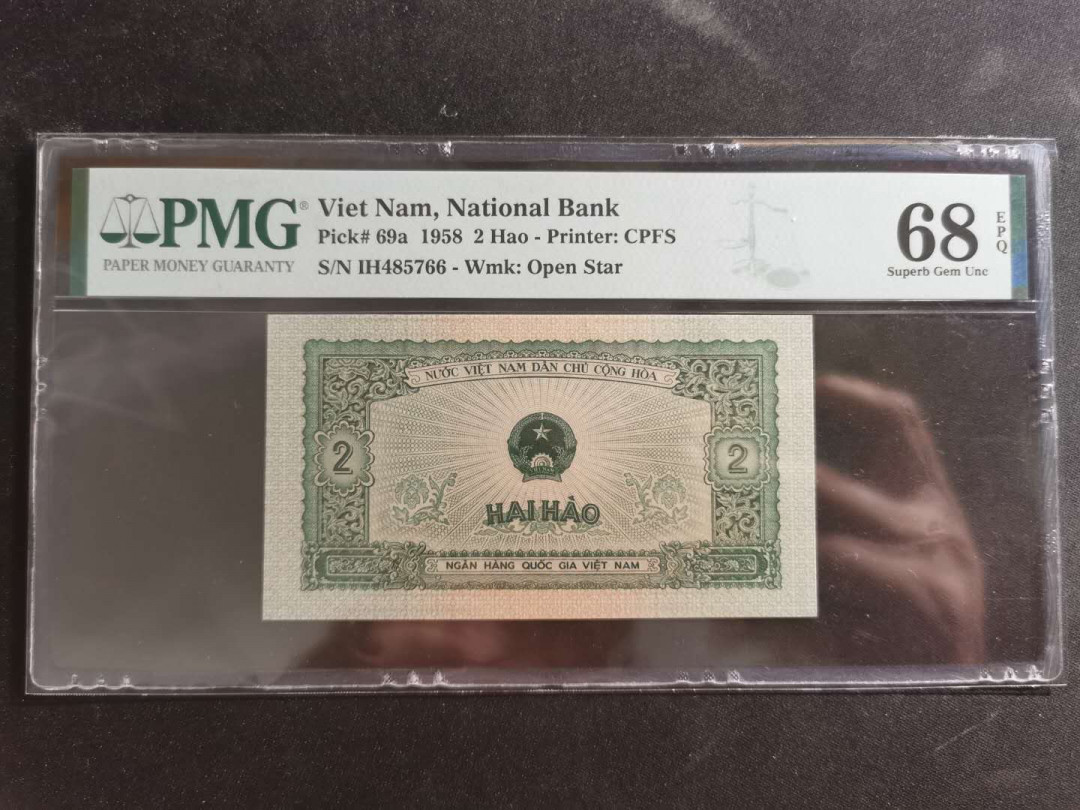 PMG®
PAPER MONEY GUARANTY
Viet Nam, National Bank
Pick# 69a 1958 2 Hao - Printer: CPFS
S/N IH485766 - Wmk: Open Star
68
EPQ
Superb Gem Unc
NƯỚC VIỆT NAM DÂN CHỦ CỘNG HÒA
2
2
HAI HÀO
NGÂN HÀNG QUỐC GIA VIỆT NAM